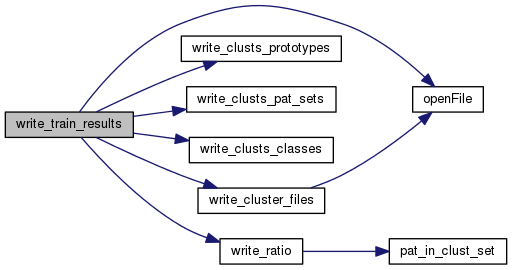 write_clusts_prototypes
write_clusts_pat_sets
openFile
write_train_results
write_clusts_classes
write_cluster_files
write_ratio
pat_in_clust_set